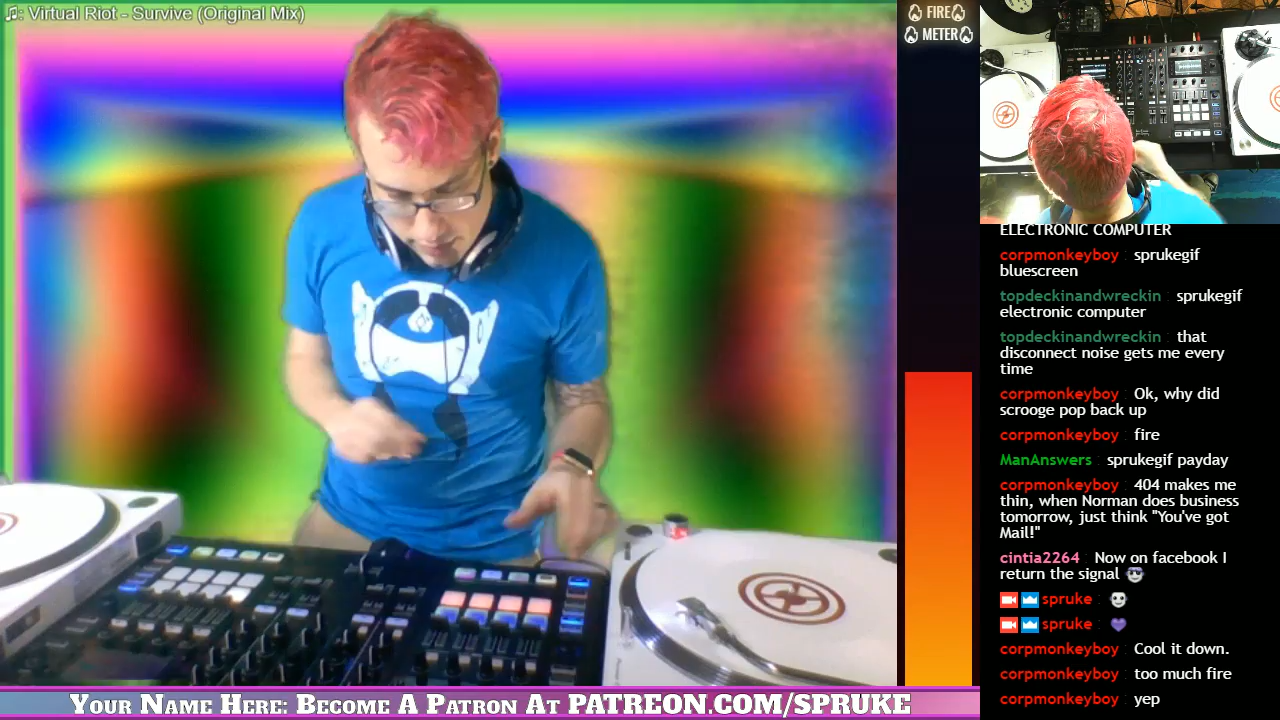 ♫: Virtual Riot - Survive (Original Mix)
FIRE
METER
ELECTRONIC COMPUTER
corpmonkeyboy : sprukegif
bluescreen
topdeckinandwreckin : sprukegif
electronic computer
topdeckinandwreckin : that
disconnect noise gets me every
time
corpmonkeyboy : Ok, why did
scrooge pop back up
corpmonkeyboy : fire
ManAnswers : sprukegif payday
corpmonkeyboy : 404 makes me
thin, when Norman does business
tomorrow, just think "You've got
Mail!"
cintia2264 : Now on facebook I
return the signal
spruke :
spruke : 💜
corpmonkeyboy : Cool it down.
corpmonkeyboy : too much fire
corpmonkeyboy : yep
Your Name Here: Become A Patron At PATREON.COM/SPRUKE